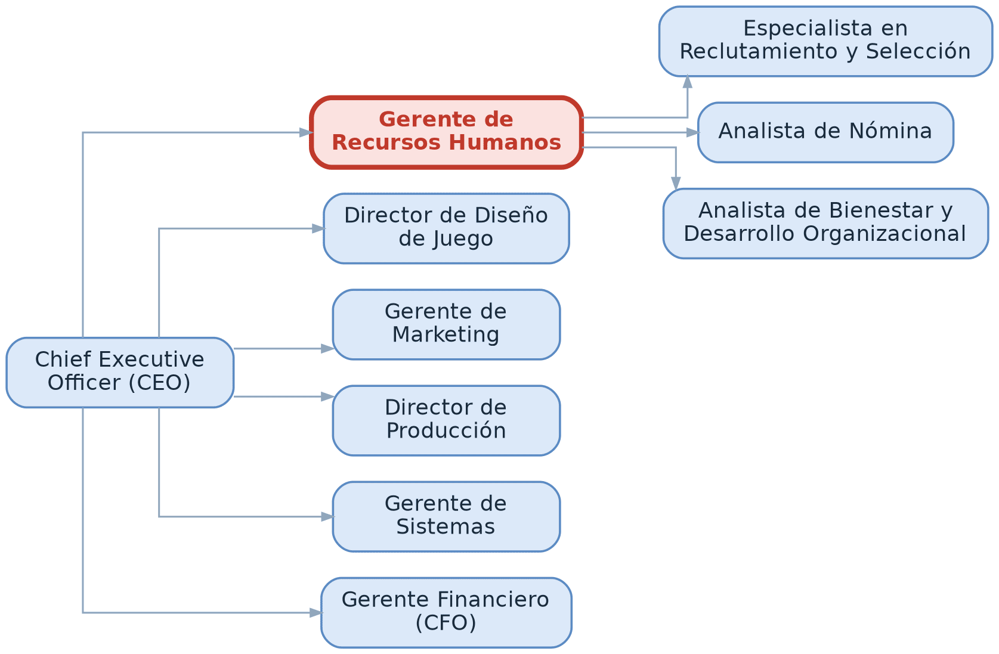 Especialista en
Reclutamiento y Selección
Gerente de
Recursos Humanos
Analista de Nómina
Analista de Bienestar y
Desarrollo Organizacional
Director de Diseño
de Juego
Gerente de
Marketing
Chief Executive
Officer (CEO)
Director de
Producción
Gerente de
Sistemas
Gerente Financiero
(CFO)